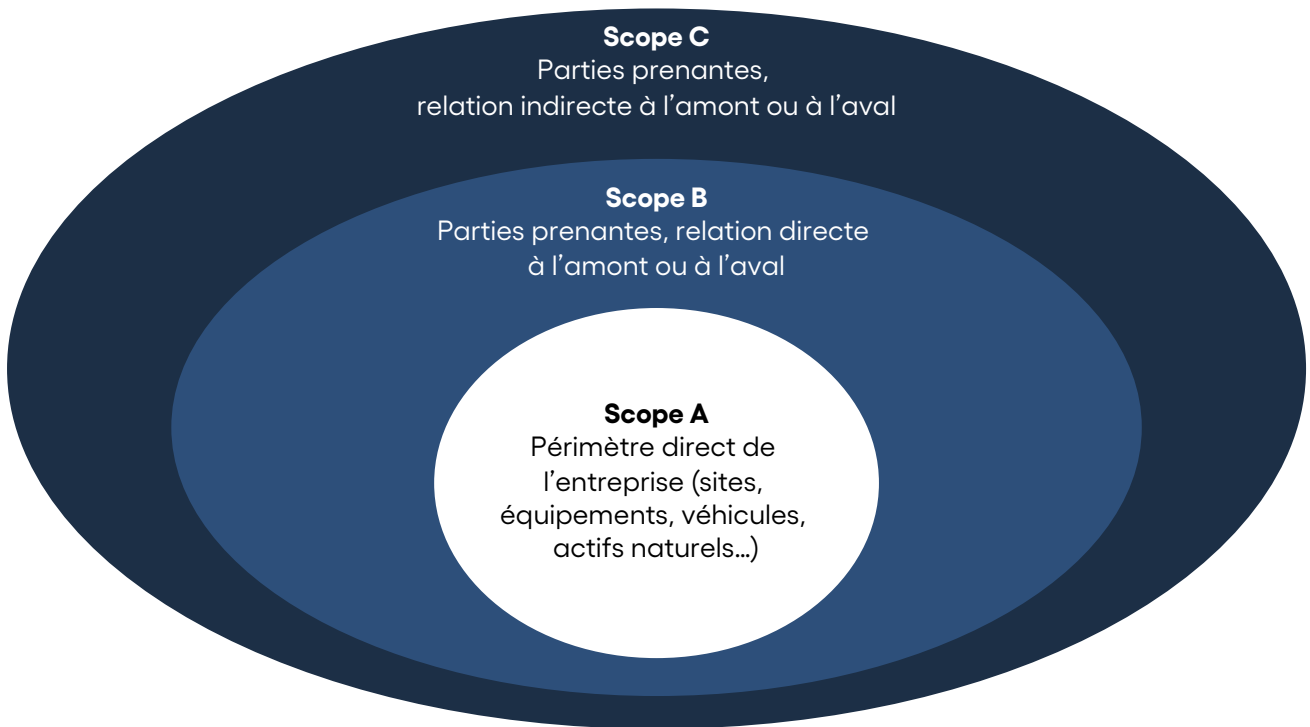 Scope C
Parties prenantes,
relation indirecte à l’amont ou à l’aval
Scope B
Parties prenantes, relation directe
à l’amont ou à l’aval
Scope A
Périmètre direct de
l’entreprise (sites,
équipements, véhicules,
actifs naturels…)